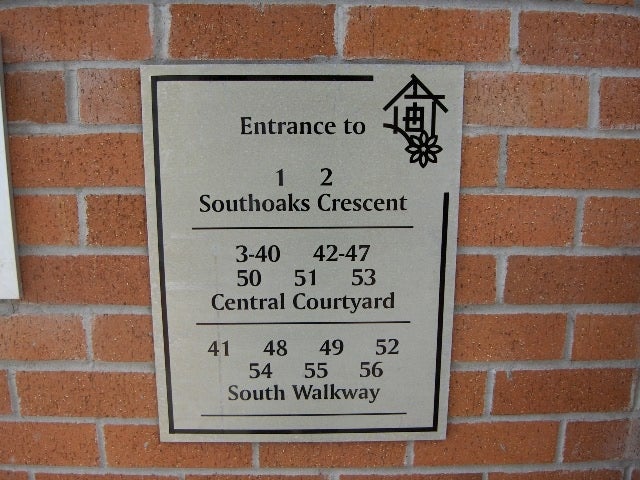 Entrance to
1 2
Southoaks Crescent
3-40 42-47
50 51 53
Central Courtyard
41 48 49 52
54 55 56
South Walkway